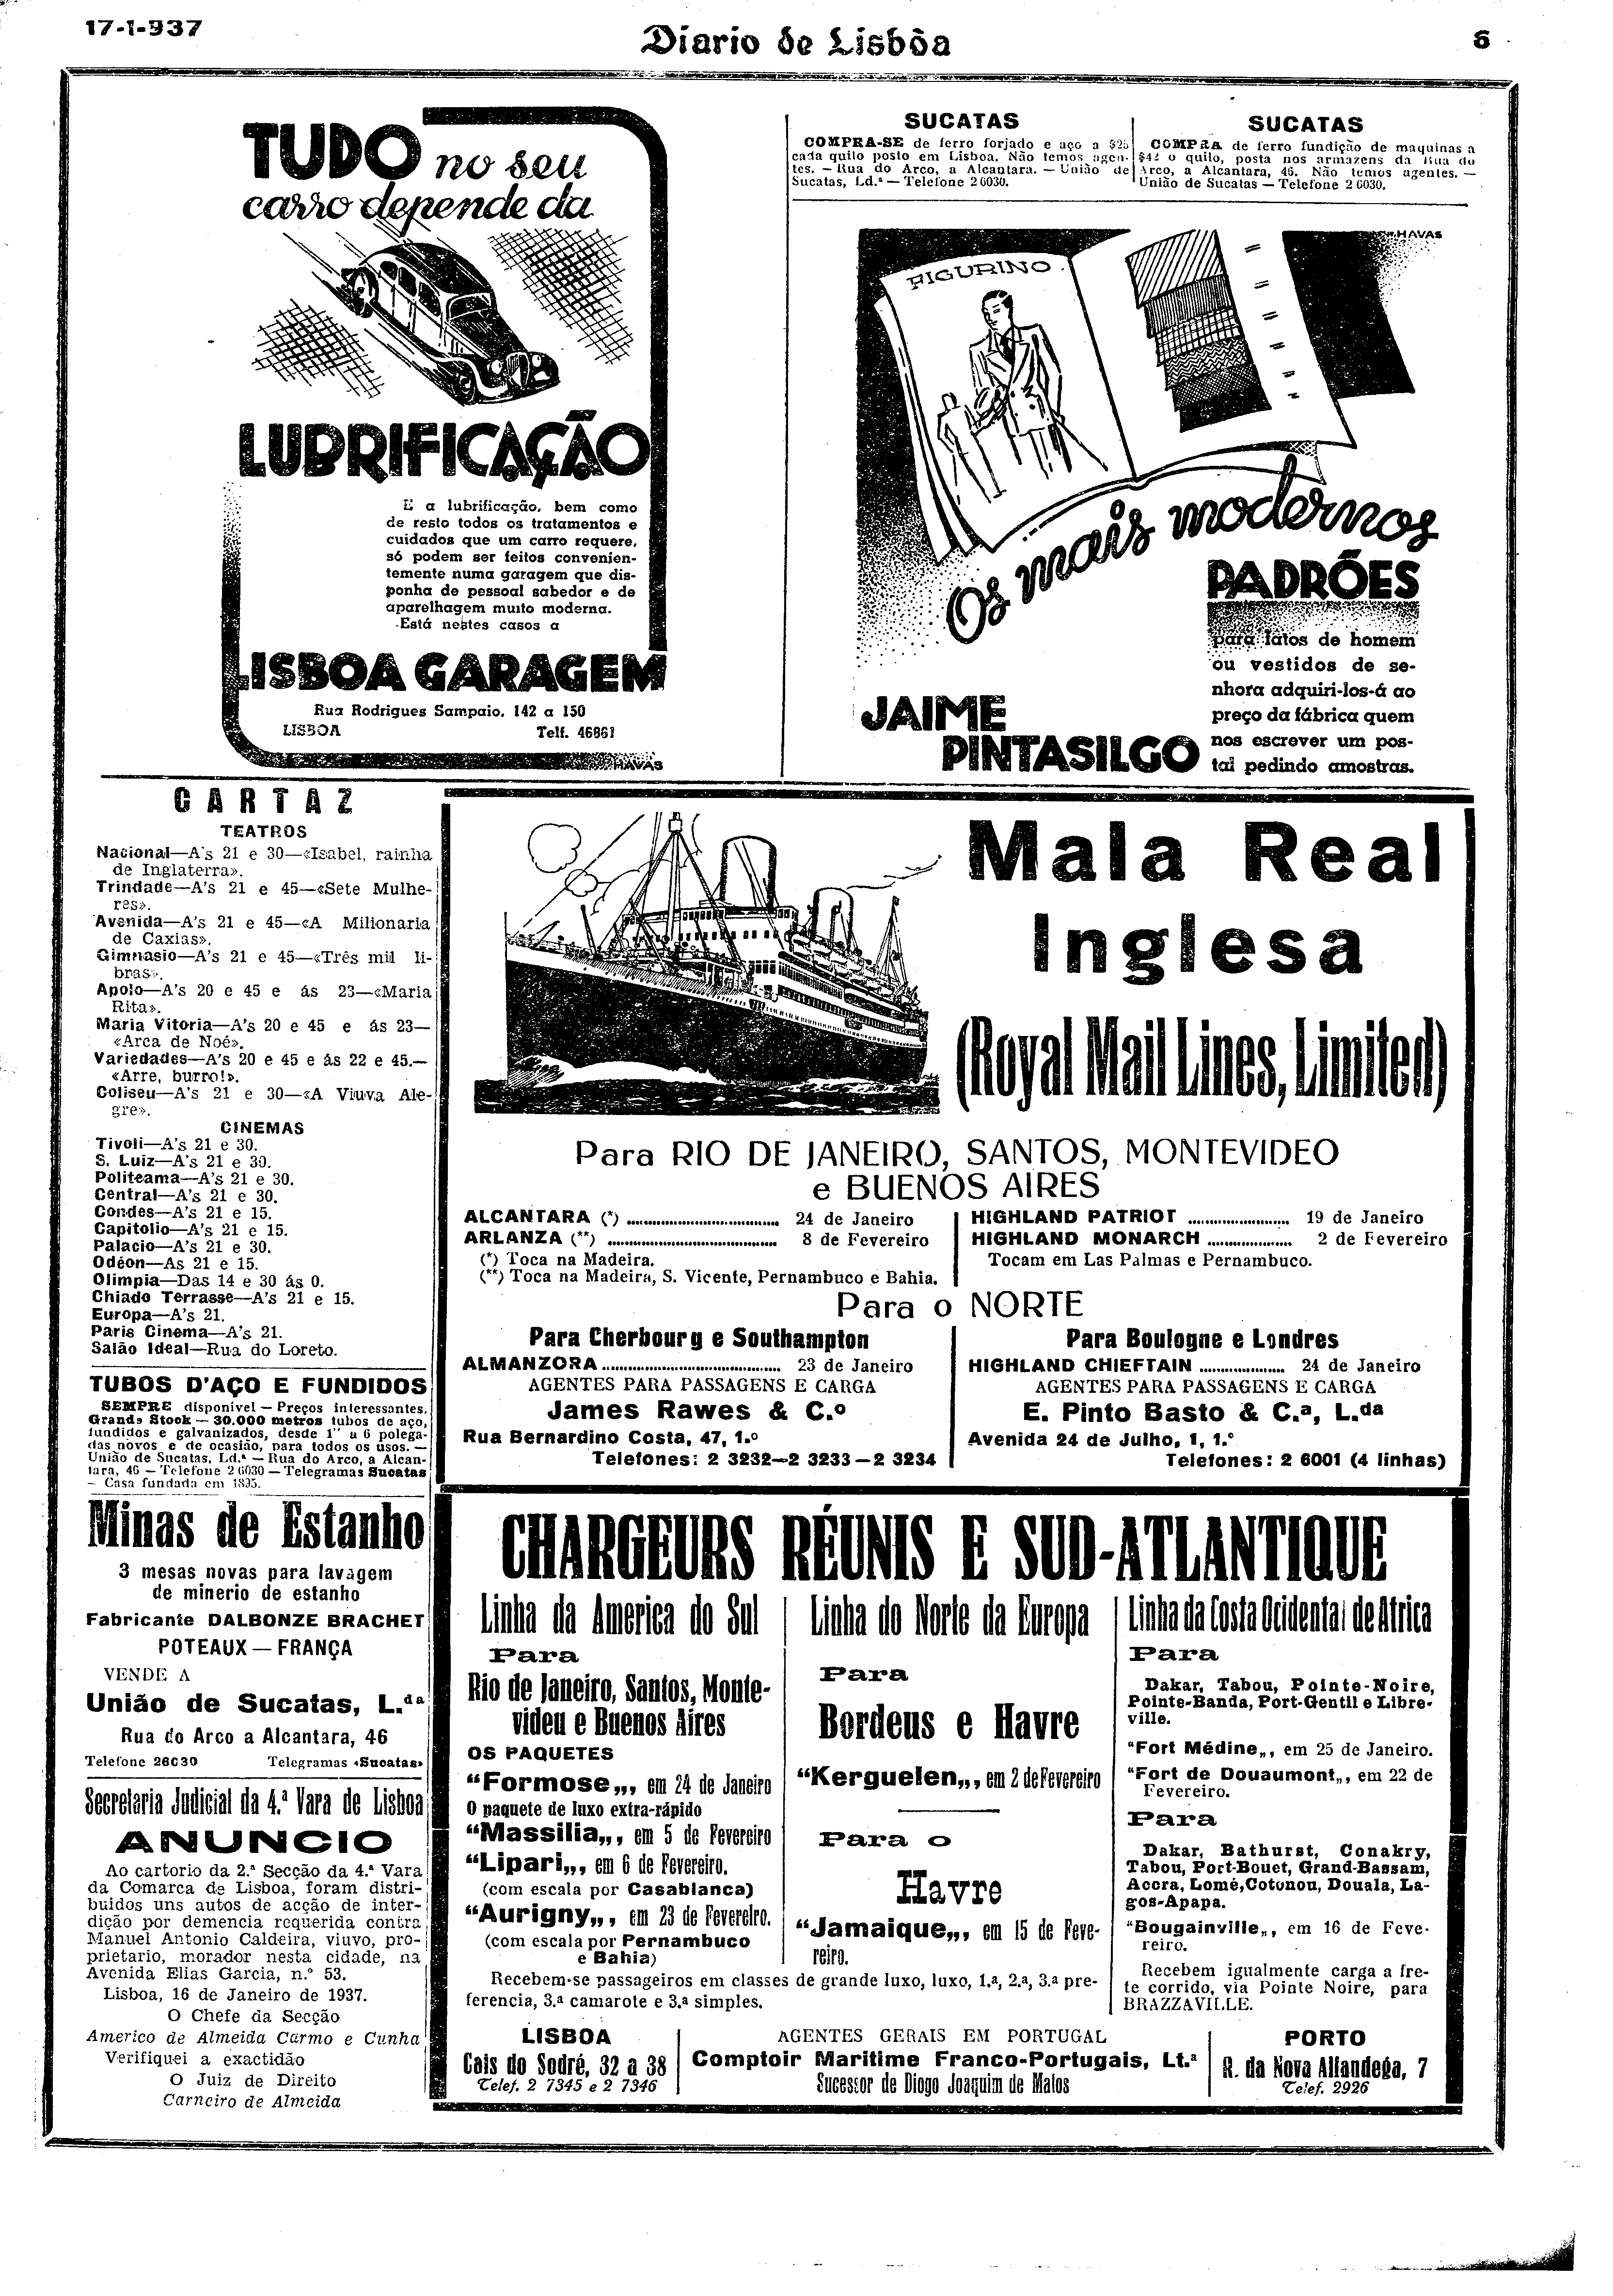 17-1-937
Diario de Lisbôa
6
TUDO no seu
carro depende da
LUBRIFICAÇÃO
E a lubrificação, bem como
de resto todos os tratamentos e
cuidados que um carro requere,
só podem ser feitos convenien-
temente numa garagem que dis-
ponha de pessoal sabedor e de
aparelhagem muito moderna.
Está nestes casos a
LISBOA GARAGEM
Rua Rodrigues Sampaio, 142 a 150
LISBOA Telf. 46861
HAVAS
SUCATAS
COMPRA-SE de ferro forjado e aço a $25
cada quilo posto em Lisboa. Não temos agen-
tes. — Rua do Arco, a Alcantara. — União de
Sucatas, Ld.ª — Telefone 2 6030.
SUCATAS
COMPRA de ferro fundição de maquinas a
$42 o quilo, posta nos armazens da Rua do
Arco, a Alcantara, 46. Não temos agentes. —
União de Sucatas — Telefone 2 6030.
HAVAS
FIGURINO
Os mais modernos
PADRÕES
para fatos de homem
ou vestidos de se-
nhora adquiri-los-á ao
preço da fábrica quem
nos escrever um pos-
tal pedindo amostras.
JAIME
PINTASILGO
CARTAZ
TEATROS
Nacional—A's 21 e 30—«Isabel, rainha
de Inglaterra».
Trindade—A's 21 e 45—«Sete Mulhe-
res».
Avenida—A's 21 e 45—«A Milionaria
de Caxias».
Gimnasio—A's 21 e 45—«Três mil li-
bras».
Apolo—A's 20 e 45 e ás 23—«Maria
Rita».
Maria Vitoria—A's 20 e 45 e ás 23—
«Arca de Noé».
Variedades—A's 20 e 45 e ás 22 e 45.—
«Arre, burro!».
Coliseu—A's 21 e 30—«A Viuva Ale-
gre».
CINEMAS
Tivoli—A's 21 e 30.
S. Luiz—A's 21 e 30.
Politeama—A's 21 e 30.
Central—A's 21 e 30.
Condes—A's 21 e 15.
Capitolio—A's 21 e 15.
Palacio—A's 21 e 30.
Odéon—As 21 e 15.
Olimpia—Das 14 e 30 ás 0.
Chiado Terrasse—A's 21 e 15.
Europa—A's 21.
Paris Cinema—A's 21.
Salão Ideal—Rua do Loreto.
TUBOS D'AÇO E FUNDIDOS
SEMPRE disponivel — Preços interessantes.
Grande Stook — 30.000 metros tubos de aço,
fundidos e galvanizados, desde 1" a 6 polega-
das novos e de ocasião, para todos os usos. —
União de Sucatas, Ld.ª — Rua do Arco, a Alcan-
tara, 46 — Telefone 2 6030 — Telegramas Sucatas
— Casa fundada em 1895.
Minas de Estanho
3 mesas novas para lavagem
de minerio de estanho
Fabricante DALBONZE BRACHET
POTEAUX — FRANÇA
VENDE A
União de Sucatas, L.da
Rua do Arco a Alcantara, 46
Telefone 26030 Telegramas «Sucatas»
Secretaria Judicial da 4.ª Vara de Lisboa
ANUNCIO
Ao cartorio da 2.ª Secção da 4.ª Vara
da Comarca de Lisboa, foram distri-
buidos uns autos de acção de inter-
dição por demencia requerida contra
Manuel Antonio Caldeira, viuvo, pro-
prietario, morador nesta cidade, na
Avenida Elias Garcia, n.º 53.
Lisboa, 16 de Janeiro de 1937.
O Chefe da Secção
Americo de Almeida Carmo e Cunha
Verifiquei a exactidão
O Juiz de Direito
Carneiro de Almeida
Mala Real
Inglesa
(Royal Mail Lines, Limited)
Para RIO DE JANEIRO, SANTOS, MONTEVIDEO
e BUENOS AIRES
ALCANTARA (*) ........ 24 de Janeiro
ARLANZA (**) ........ 8 de Fevereiro
(*) Toca na Madeira.
(**) Toca na Madeira, S. Vicente, Pernambuco e Bahia.
HIGHLAND PATRIOT ........ 19 de Janeiro
HIGHLAND MONARCH ........ 2 de Fevereiro
Tocam em Las Palmas e Pernambuco.
Para o NORTE
Para Cherbourg e Southampton
ALMANZORA ........ 23 de Janeiro
AGENTES PARA PASSAGENS E CARGA
James Rawes & C.º
Rua Bernardino Costa, 47, 1.º
Telefones: 2 3232—2 3233—2 3234
Para Boulogne e Londres
HIGHLAND CHIEFTAIN ........ 24 de Janeiro
AGENTES PARA PASSAGENS E CARGA
E. Pinto Basto & C.ª, L.da
Avenida 24 de Julho, 1, 1.º
Telefones: 2 6001 (4 linhas)
CHARGEURS RÉUNIS E SUD-ATLANTIQUE
Linha da America do Sul
Para
Rio de Janeiro, Santos, Monte-
videu e Buenos Aires
OS PAQUETES
“Formose„, em 24 de Janeiro
O paquete de luxo extra-rápido
“Massilia„, em 5 de Fevereiro
“Lipari„, em 6 de Fevereiro.
(com escala por Casablanca)
“Aurigny„, em 23 de Fevereiro.
(com escala por Pernambuco
e Bahia)
Linha do Norte da Europa
Para
Bordeus e Havre
“Kerguelen„, em 2 de Fevereiro
Para o
Havre
“Jamaique„, em 15 de Feve-
reiro.
Recebem-se passageiros em classes de grande luxo, luxo, 1.ª, 2.ª, 3.ª pre-
ferencia, 3.ª camarote e 3.ª simples.
Linha da Costa Ocidental de Africa
Para
Dakar, Tabou, Pointe-Noire,
Pointe-Banda, Port-Gentil e Libre-
ville.
“Fort Médine„, em 25 de Janeiro.
“Fort de Douaumont„, em 22 de
Fevereiro.
Para
Dakar, Bathurst, Conakry,
Tabou, Port-Bouet, Grand-Bassam,
Accra, Lomé, Cotonou, Douala, La-
gos-Apapa.
“Bougainville„, em 16 de Feve-
reiro.
Recebem igualmente carga a fre-
te corrido, via Pointe Noire, para
BRAZZAVILLE.
LISBOA
Cais do Sodré, 32 a 38
Telef. 2 7345 e 2 7346
AGENTES GERAIS EM PORTUGAL
Comptoir Maritime Franco-Portugais, Lt.ª
Sucessor de Diogo Joaquim de Matos
PORTO
R. da Nova Alfandega, 7
Telef. 2926